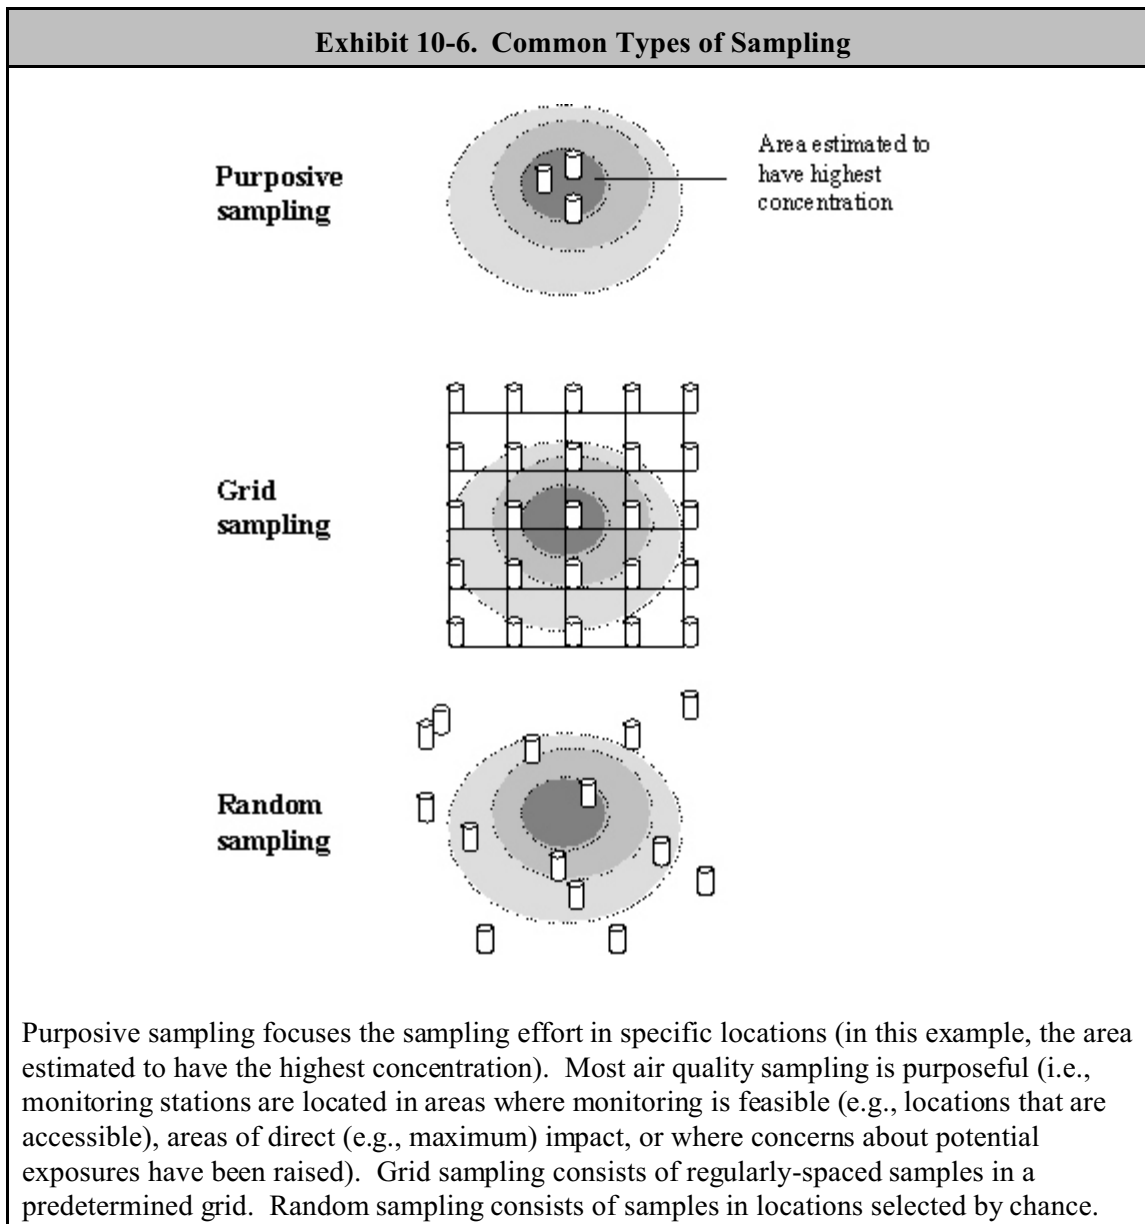 Exhibit 10-6. Common Types of Sampling
Purposive
sampling
Area estimated to
have highest
concentration
Grid
sampling
Random
sampling
Purposive sampling focuses the sampling effort in specific locations (in this example, the area
estimated to have the highest concentration). Most air quality sampling is purposeful (i.e.,
monitoring stations are located in areas where monitoring is feasible (e.g., locations that are
accessible), areas of direct (e.g., maximum) impact, or where concerns about potential
exposures have been raised). Grid sampling consists of regularly-spaced samples in a
predetermined grid. Random sampling consists of samples in locations selected by chance.